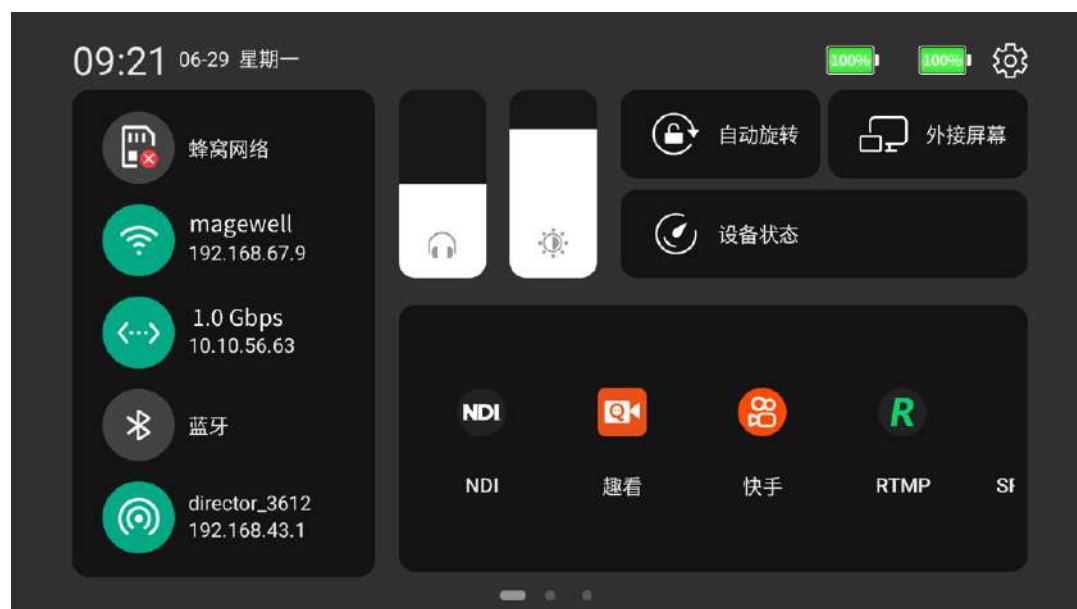 09:21 06-29 星期一
100% 100%
蜂窝网络
magewell
192.168.67.9
1.0 Gbps
10.10.56.63
蓝牙
director_3612
192.168.43.1
自动旋转
外接屏幕
设备状态
NDI
R
NDI 趣看 快手 RTMP